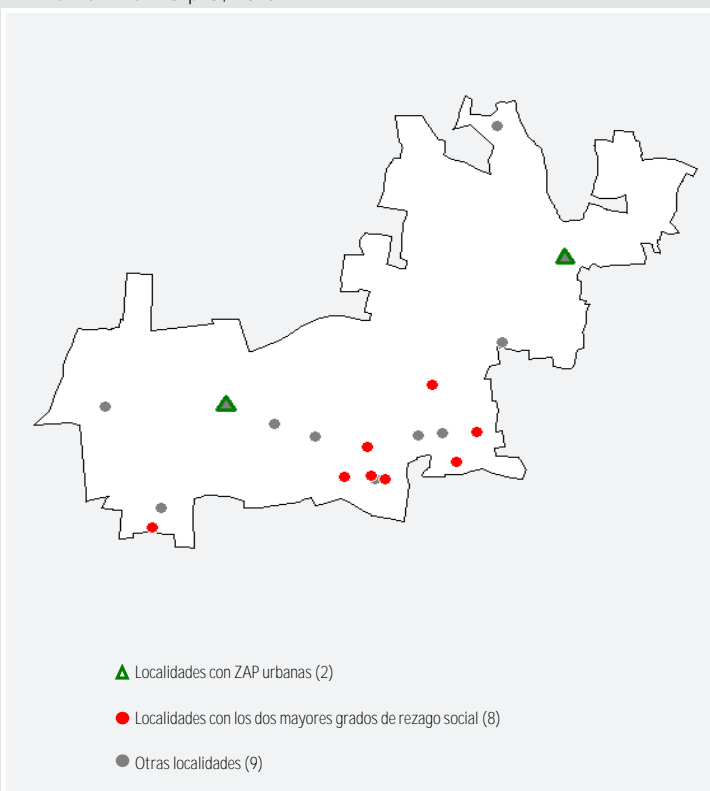 Localidades con ZAP urbanas (2)
Localidades con los dos mayores grados de rezago social (8)
Otras localidades (9)